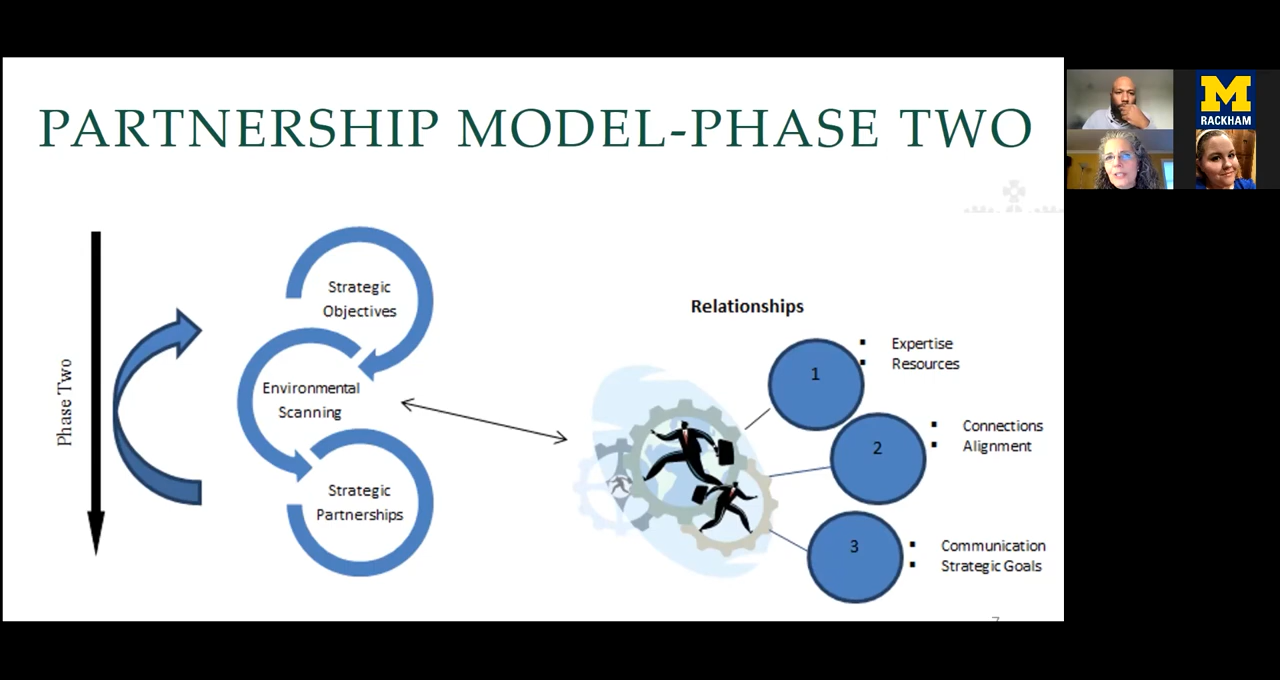 PARTNERSHIP MODEL-PHASE TWO
M
RACKHAM
Phase Two
Strategic
Objectives
Environmental
Scanning
Strategic
Partnerships
Relationships
1
▪ Expertise
▪ Resources
2
▪ Connections
▪ Alignment
3
▪ Communication
▪ Strategic Goals